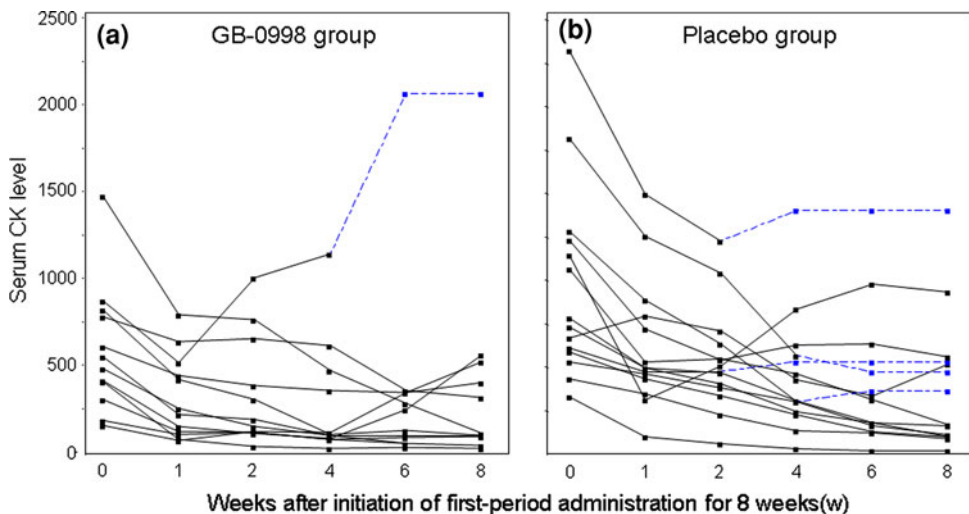 (a) GB-0998 group
(b) Placebo group
2500
2000
1500
1000
500
0
Serum CK level
0 1 2 4 6 8
0 1 2 4 6 8
Weeks after initiation of first-period administration for 8 weeks(w)